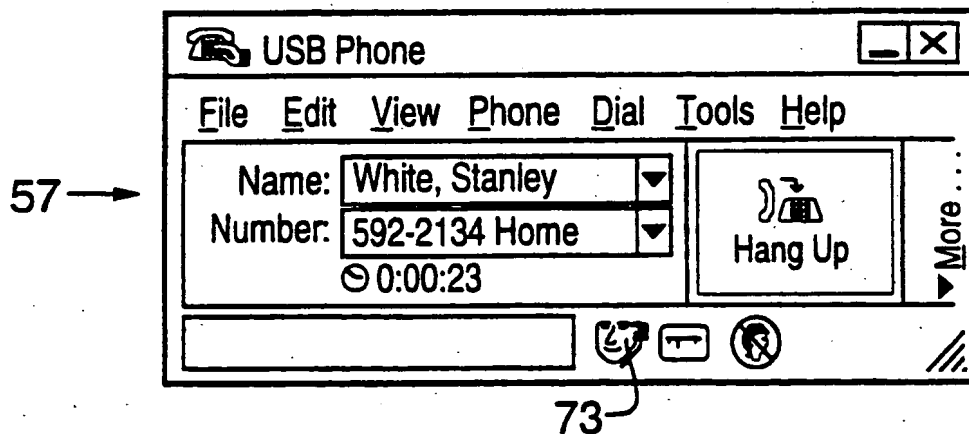 USB Phone
File Edit View Phone Dial Tools Help
57
Name: White, Stanley
Number: 592-2134 Home
0:00:23
Hang Up
More...
73